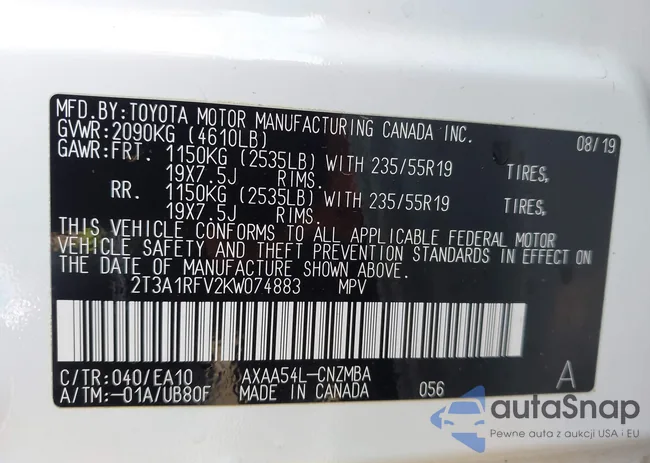 MFD.BY:TOYOTA MOTOR MANUFACTURING CANADA INC.
08/19
GVWR:2090KG (4610LB)
GAWR:FRT. 1150KG (2535LB) WITH 235/55R19 TIRES,
19X7.5J RIMS.
RR. 1150KG (2535LB) WITH 235/55R19 TIRES,
19X7.5J RIMS.
THIS VEHICLE CONFORMS TO ALL APPLICABLE FEDERAL MOTOR
VEHICLE SAFETY AND THEFT PREVENTION STANDARDS IN EFFECT ON
THE DATE OF MANUFACTURE SHOWN ABOVE.
2T3A1RFV2KW074883 MPV
C/TR:040/EA10 AXAA54L-CNZMBA A
A/TM:-01A/UB80F MADE IN CANADA 056
autaSnap
Pewne auta z aukcji USA i EU